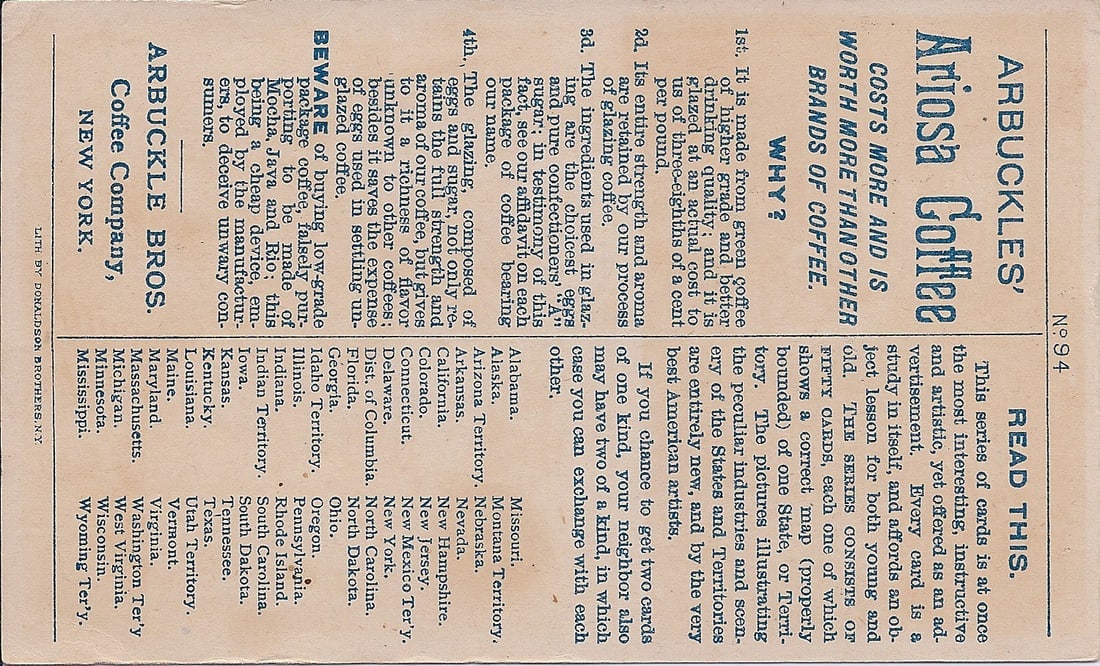 No. 94
ARBUCKLES'
Ariosa Coffee
COSTS MORE AND IS
WORTH MORE THAN OTHER
BRANDS OF COFFEE.
WHY?
1st. It is made from green coffee
of higher grade and better
drinking quality, and it is
glazed at an actual cost to
us of three-eighths of a cent
per pound.
2d. Its entire strength and aroma
are retained by our process
of glazing coffee.
3d. The ingredients used in glaz-
ing are the choicest eggs
and pure confectioners' "A"
sugar; in testimony of this
fact, see our affidavit on each
package of coffee bearing
our name.
4th., The glazing, composed of
eggs and sugar, not only re-
tains the full strength and
aroma of our coffee, but gives
to it a richness of flavor
unknown to other coffees;
besides it saves the expense
of eggs used in settling un-
glazed coffee.
BEWARE of buying low-grade
package coffee, falsely pur-
porting to be made of
Mocha, Java and Rio; this
being a cheap device, em-
ployed by the manufactur-
ers, to deceive unwary con-
sumers.
ARBUCKLE BROS.
Coffee Company,
NEW YORK.
READ THIS.
This series of cards is at once
the most interesting, instructive
and artistic, yet offered as an ad-
vertisement. Every card is a
study in itself, and affords an ob-
ject lesson for both young and
old. THE SERIES CONSISTS OF
FIFTY CARDS, each one of which
shows a correct map (properly
bounded) of one State, or Terri-
tory. The pictures illustrating
the peculiar industries and scen-
ery of the States and Territories
are entirely new, and by the very
best American artists.
If you chance to get two cards
of one kind, your neighbor also
may have two of a kind, in which
case you can exchange with each
other.
Alabama.
Alaska.
Arizona Territory.
Arkansas.
California.
Colorado.
Connecticut.
Delaware.
Dist. of Columbia.
Florida.
Georgia.
Idaho Territory.
Illinois.
Indiana.
Indian Territory.
Iowa.
Kansas.
Kentucky.
Louisiana.
Maine.
Maryland.
Massachusetts.
Michigan.
Minnesota.
Mississippi.
Missouri.
Montana Territory.
Nebraska.
Nevada.
New Hampshire.
New Jersey.
New Mexico Ter'y.
New York.
North Carolina.
North Dakota.
Ohio.
Oregon.
Pennsylvania.
Rhode Island.
South Carolina.
South Dakota.
Tennessee.
Texas.
Utah Territory.
Vermont.
Virginia.
Washington Ter'y
West Virginia.
Wisconsin.
Wyoming Ter'y.
LITH BY DONALDSON BROTHERS N.Y.